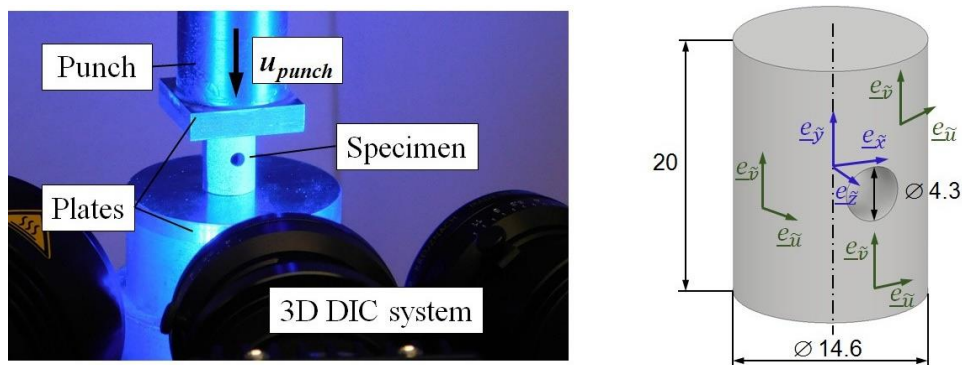 Punch
u_punch
Specimen
Plates
3D DIC system
20
e_ṽ
e_ũ
e_ỹ
e_x̃
e_z̃
e_ṽ
e_ũ
∅ 4.3
e_ṽ
e_ũ
∅ 14.6